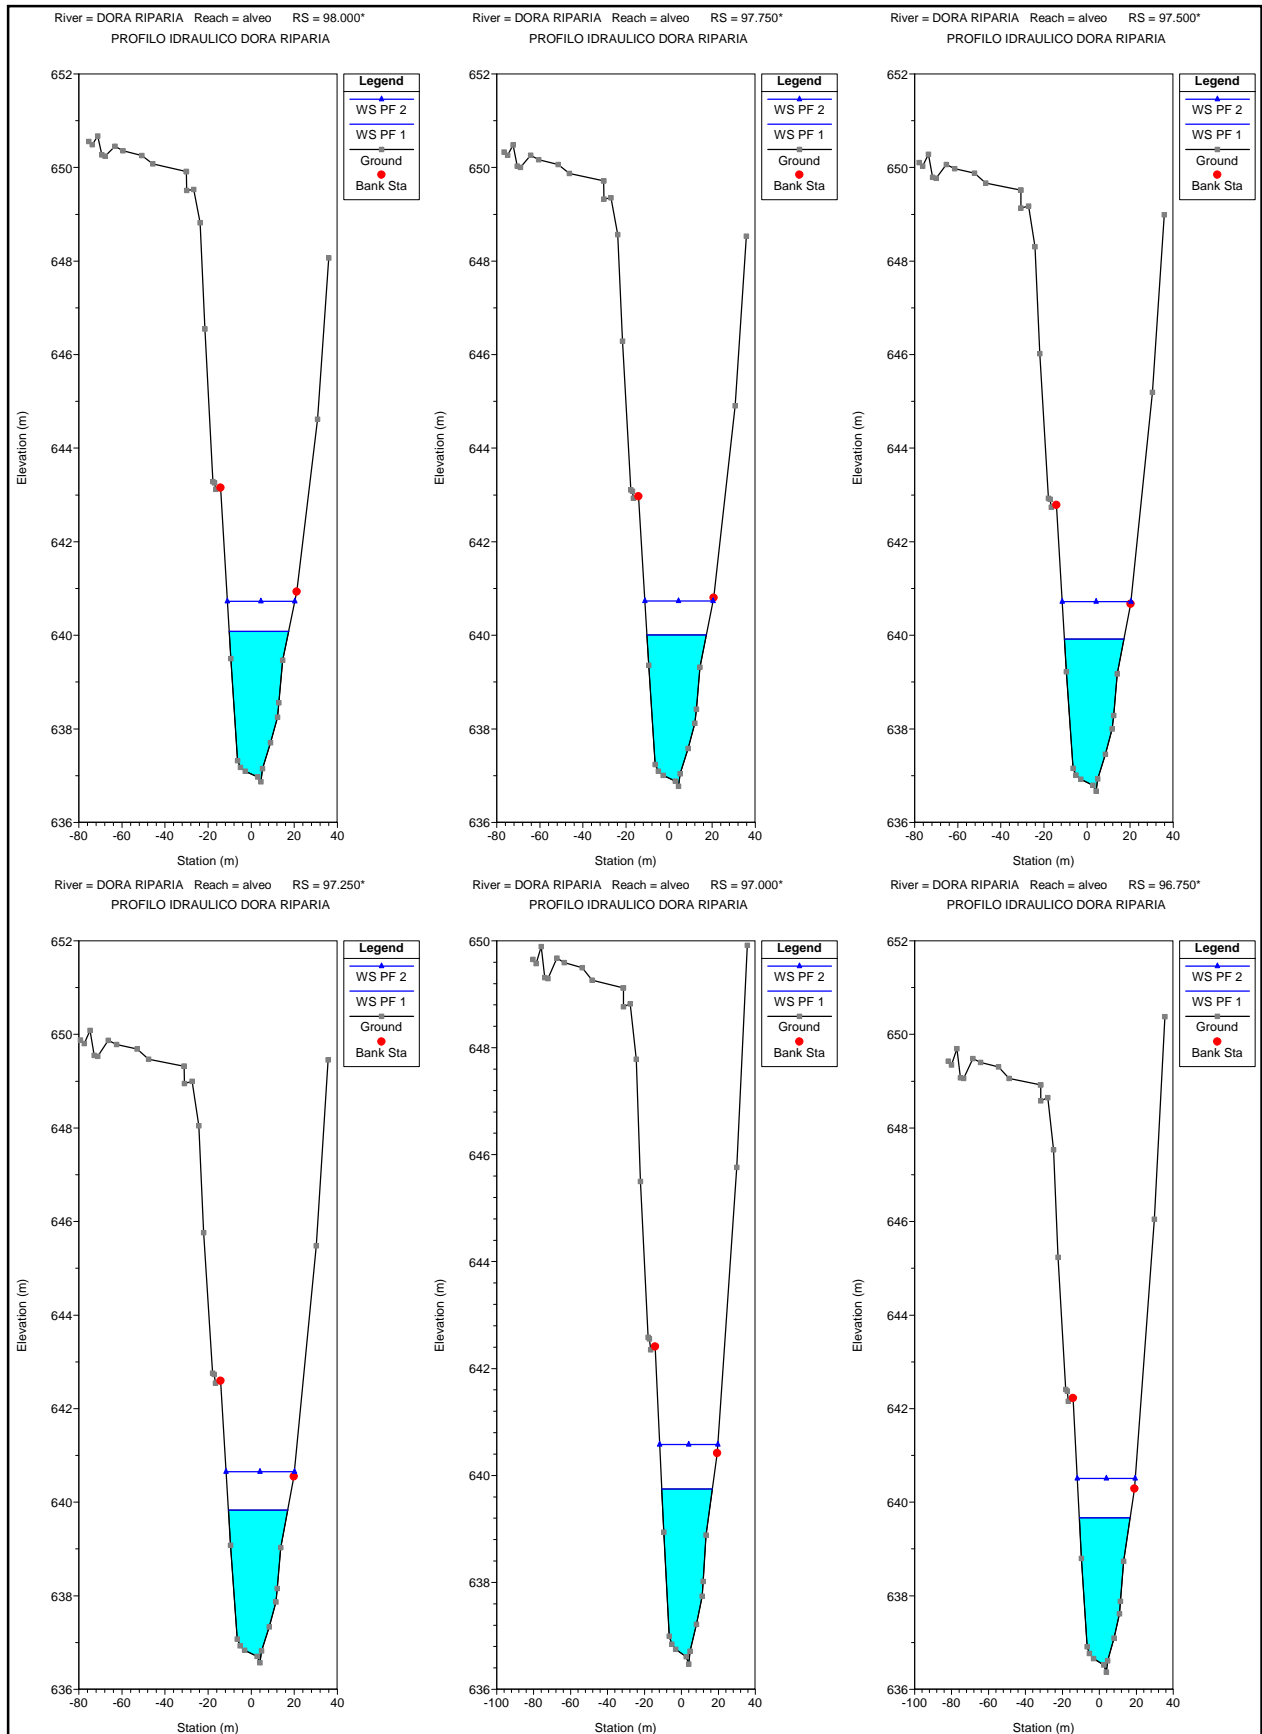 River = DORA RIPARIA Reach = alveo RS = 98.000*
PROFILO IDRAULICO DORA RIPARIA
652
650
648
646
644
642
640
638
636
Elevation (m)
-80 -60 -40 -20 0 20 40
Station (m)
Legend
WS PF 2
WS PF 1
Ground
Bank Sta
River = DORA RIPARIA Reach = alveo RS = 97.750*
PROFILO IDRAULICO DORA RIPARIA
652
650
648
646
644
642
640
638
636
Elevation (m)
-80 -60 -40 -20 0 20 40
Station (m)
Legend
WS PF 2
WS PF 1
Ground
Bank Sta
River = DORA RIPARIA Reach = alveo RS = 97.500*
PROFILO IDRAULICO DORA RIPARIA
652
650
648
646
644
642
640
638
636
Elevation (m)
-80 -60 -40 -20 0 20 40
Station (m)
Legend
WS PF 2
WS PF 1
Ground
Bank Sta
River = DORA RIPARIA Reach = alveo RS = 97.250*
PROFILO IDRAULICO DORA RIPARIA
652
650
648
646
644
642
640
638
636
Elevation (m)
-80 -60 -40 -20 0 20 40
Station (m)
Legend
WS PF 2
WS PF 1
Ground
Bank Sta
River = DORA RIPARIA Reach = alveo RS = 97.000*
PROFILO IDRAULICO DORA RIPARIA
650
648
646
644
642
640
638
636
Elevation (m)
-100 -80 -60 -40 -20 0 20 40
Station (m)
Legend
WS PF 2
WS PF 1
Ground
Bank Sta
River = DORA RIPARIA Reach = alveo RS = 96.750*
PROFILO IDRAULICO DORA RIPARIA
652
650
648
646
644
642
640
638
636
Elevation (m)
-100 -80 -60 -40 -20 0 20 40
Station (m)
Legend
WS PF 2
WS PF 1
Ground
Bank Sta